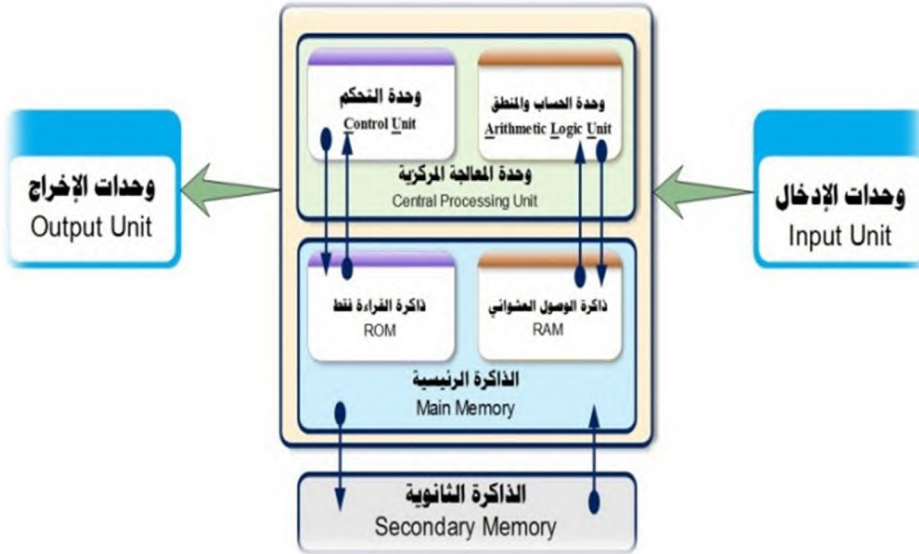 وحدة التحكم
Control Unit
وحدة الحساب والمنطق
Arithmetic Logic Unit
وحدة المعالجة المركزية
Central Processing Unit
وحدات الإخراج
Output Unit
وحدات الإدخال
Input Unit
ذاكرة القراءة فقط
ROM
ذاكرة الوصول العشوائي
RAM
الذاكرة الرئيسية
Main Memory
الذاكرة الثانوية
Secondary Memory